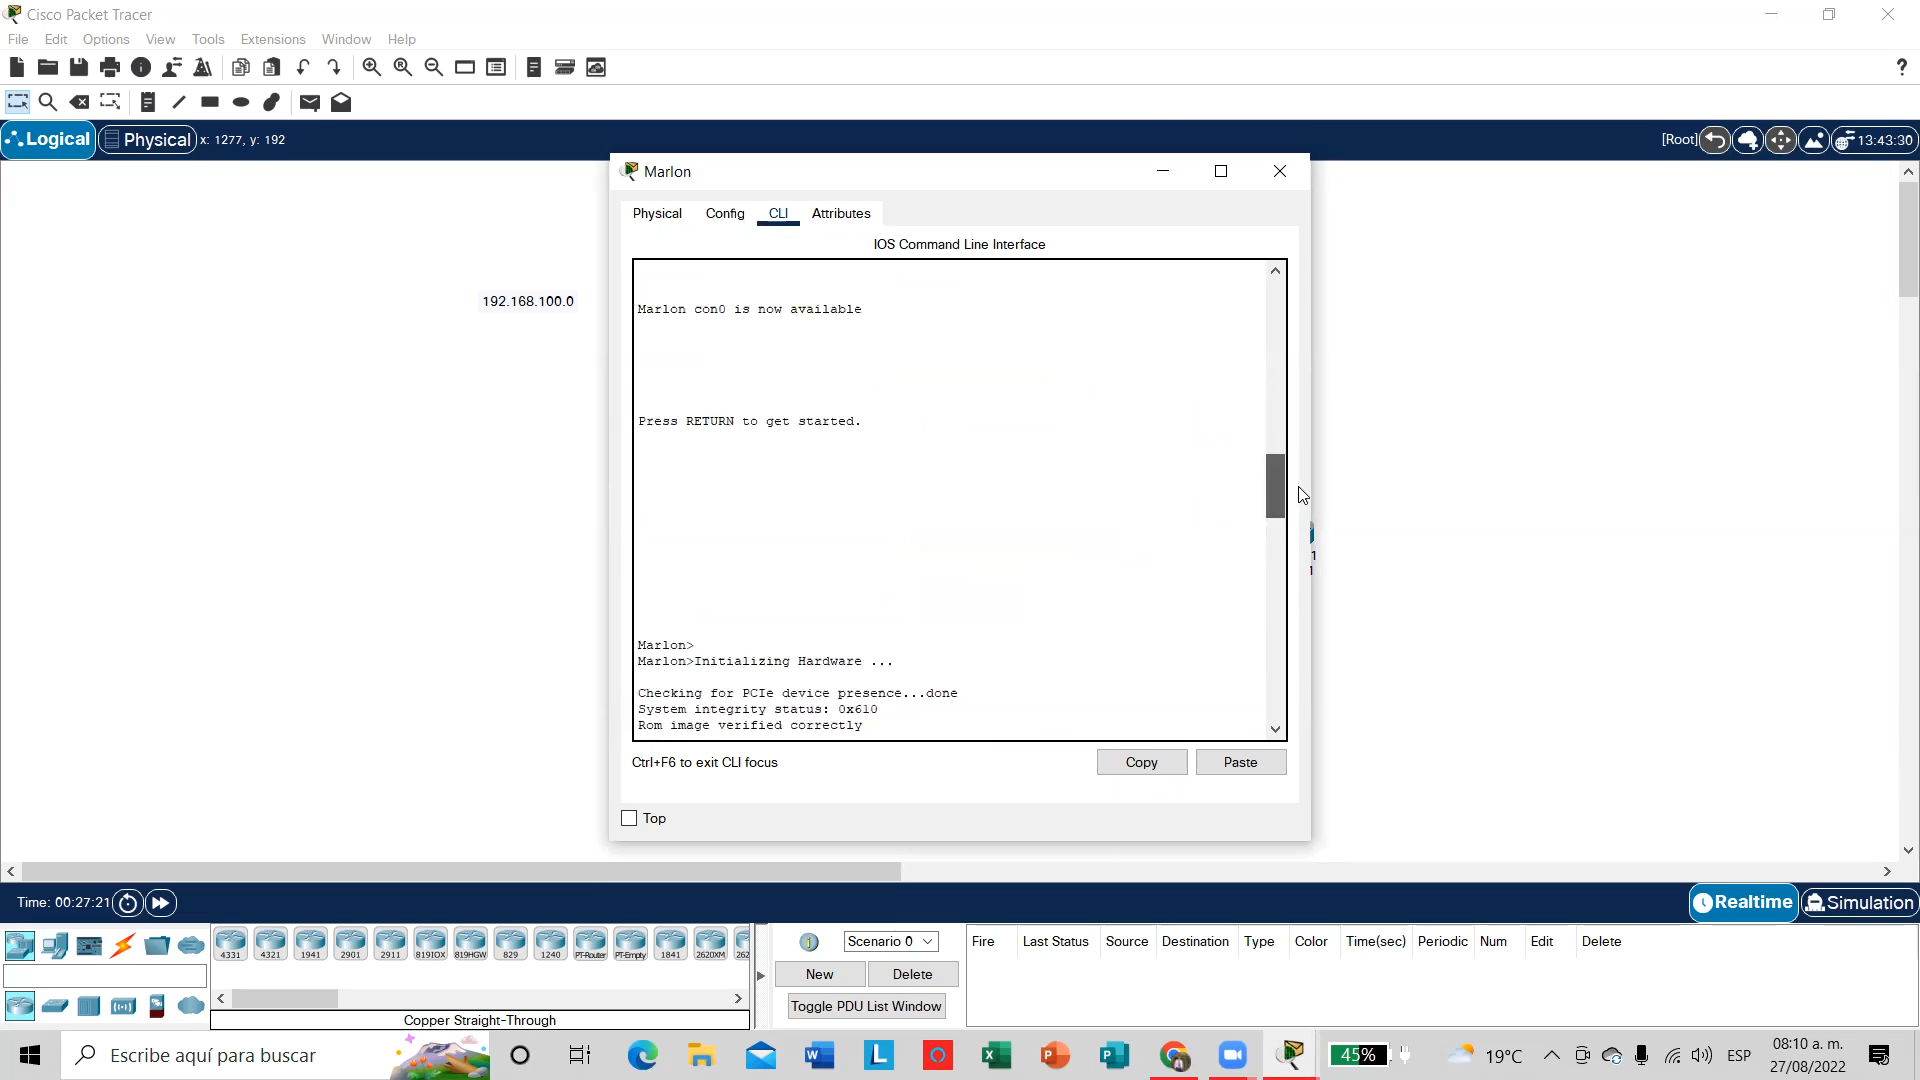 Cisco Packet Tracer
File Edit Options View Tools Extensions Window Help
?
Logical Physical x: 1277, y: 192
[Root] 13:43:30
Marlon
Physical Config CLI Attributes
IOS Command Line Interface
192.168.100.0
Marlon con0 is now available
Press RETURN to get started.
Marlon>
Marlon>Initializing Hardware ...
Checking for PCIe device presence...done
System integrity status: 0x610
Rom image verified correctly
1
1
Ctrl+F6 to exit CLI focus
Copy Paste
Top
Time: 00:27:21
Realtime Simulation
4331 4321 1941 2901 2911 819IOX 819HGW 829 1240 PT-Router PT-Empty 1841 2620XM 262
Copper Straight-Through
Scenario 0
New Delete
Toggle PDU List Window
Fire Last Status Source Destination Type Color Time(sec) Periodic Num Edit Delete
Escribe aquí para buscar
45%
19°C
ESP
08:10 a. m.
27/08/2022